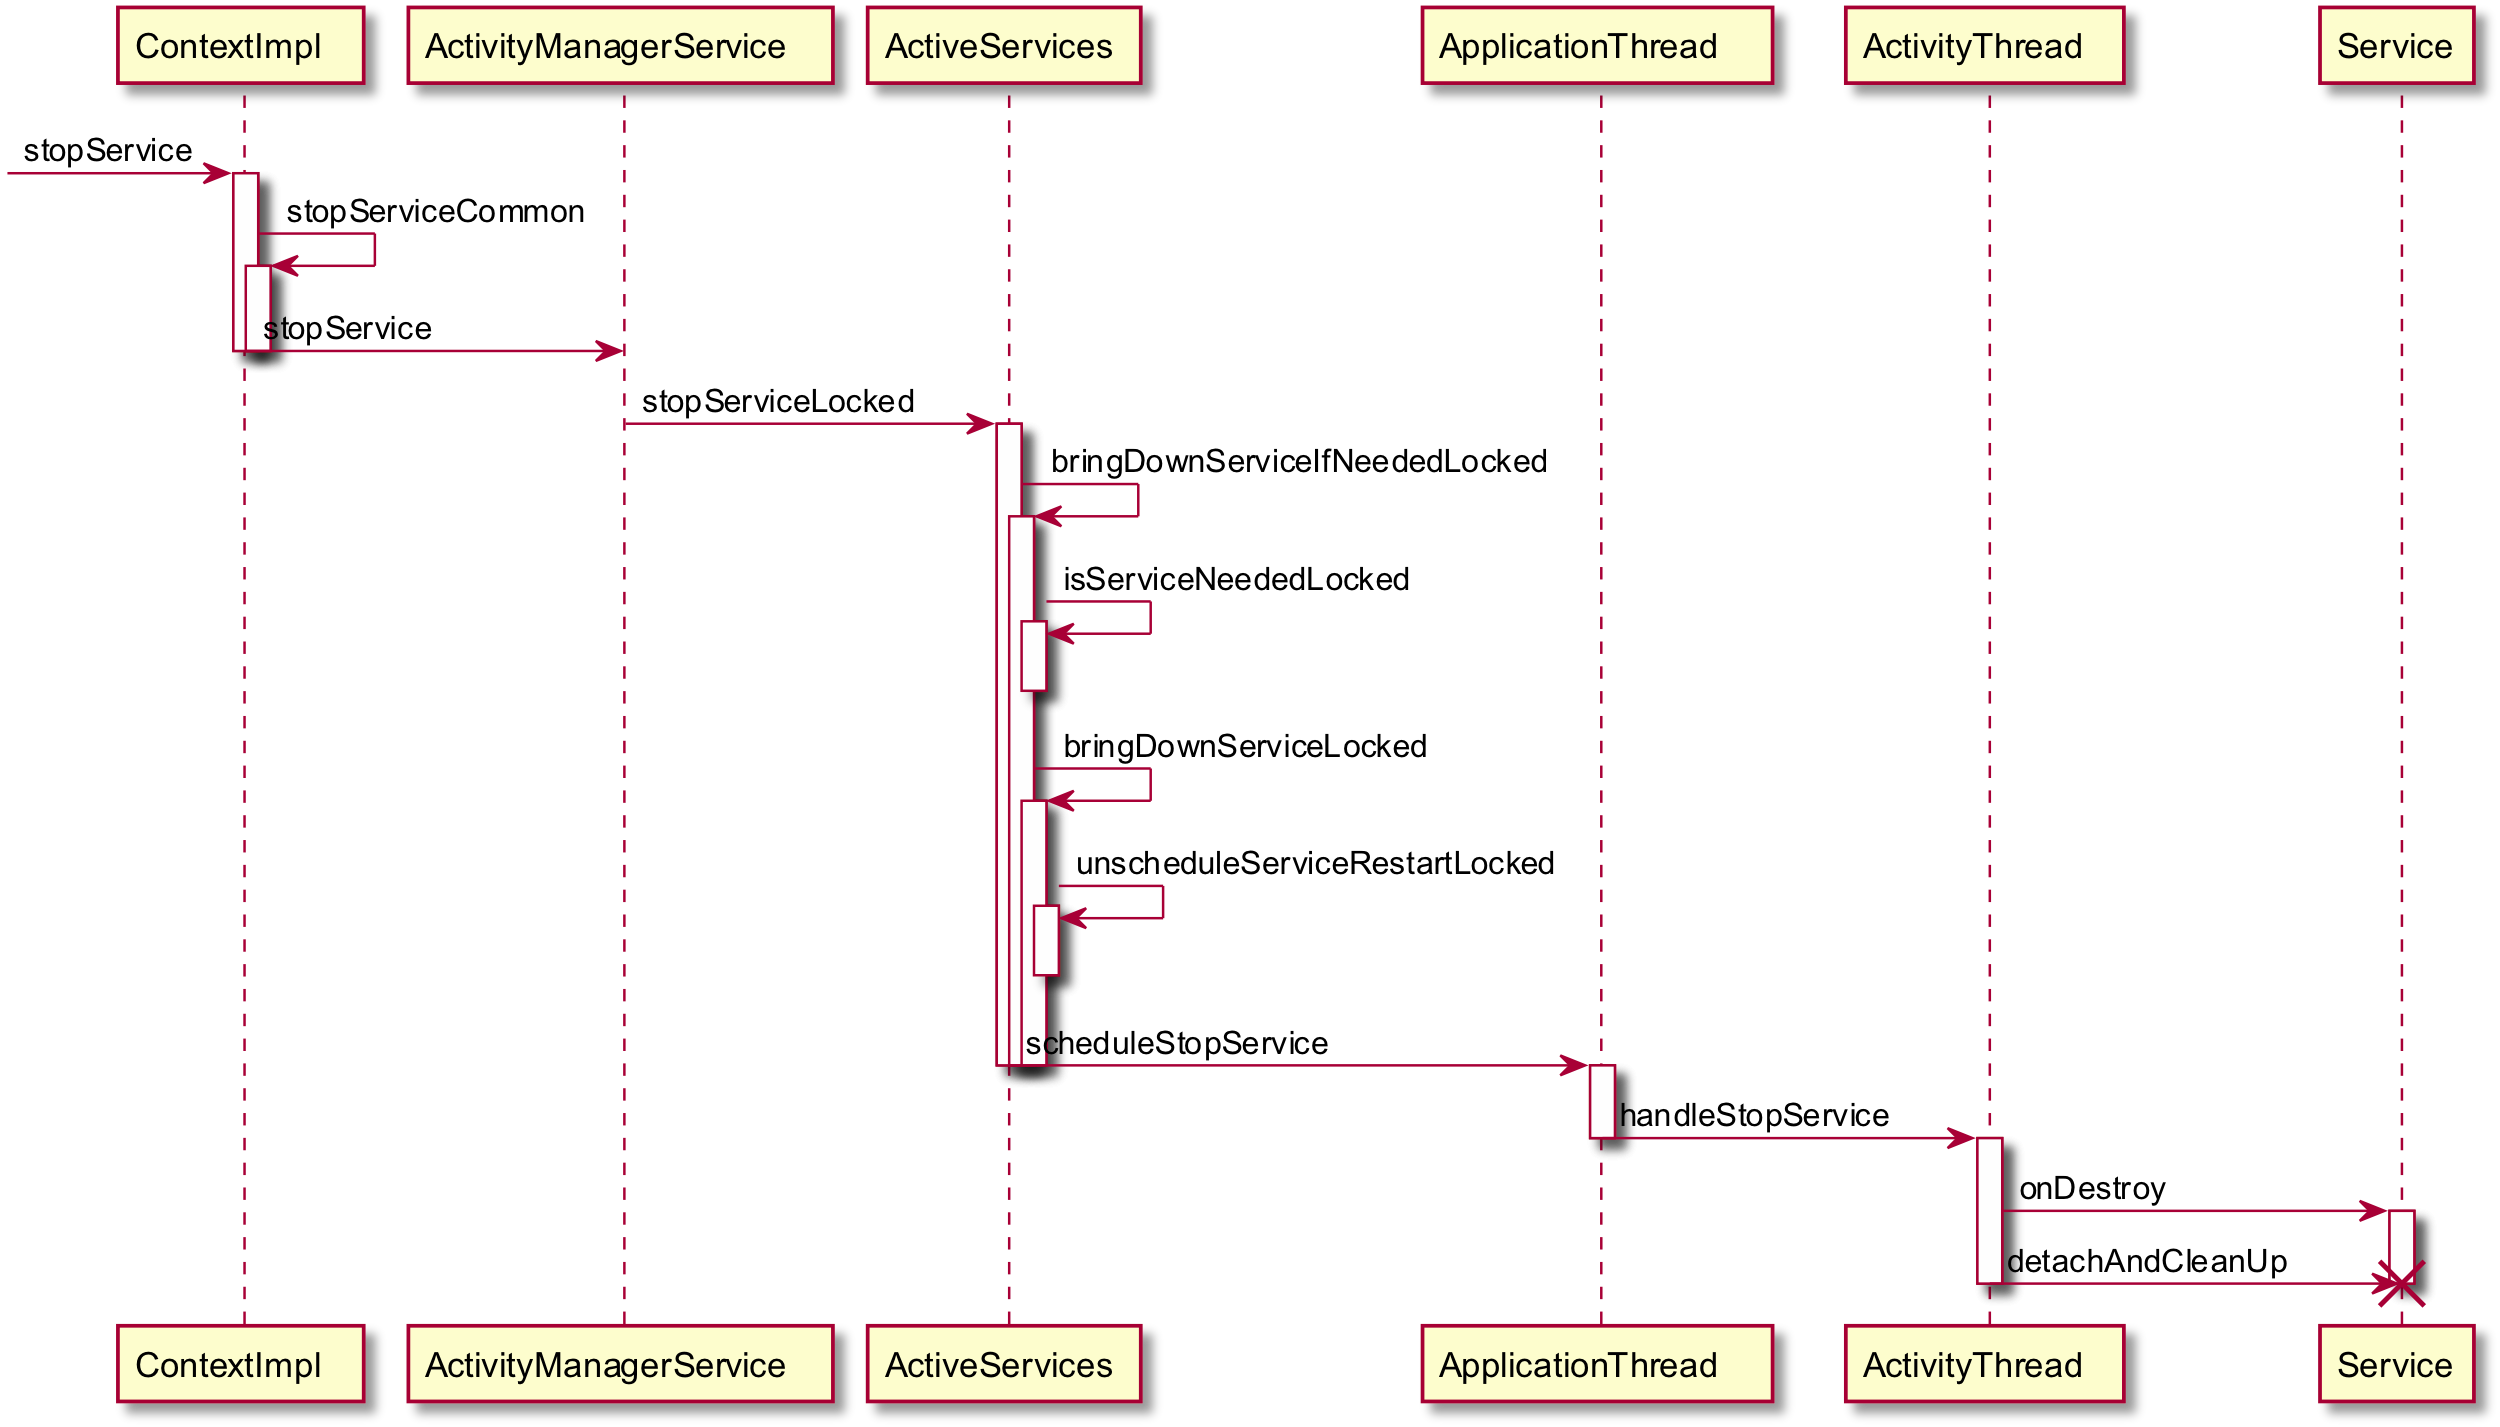 ContextImpl
ActivityManagerService
ActiveServices
ApplicationThread
ActivityThread
Service
stopService
stopServiceCommon
stopService
stopServiceLocked
bringDownServiceIfNeededLocked
isServiceNeededLocked
bringDownServiceLocked
unscheduleServiceRestartLocked
scheduleStopService
handleStopService
onDestroy
detachAndCleanUp
ContextImpl
ActivityManagerService
ActiveServices
ApplicationThread
ActivityThread
Service